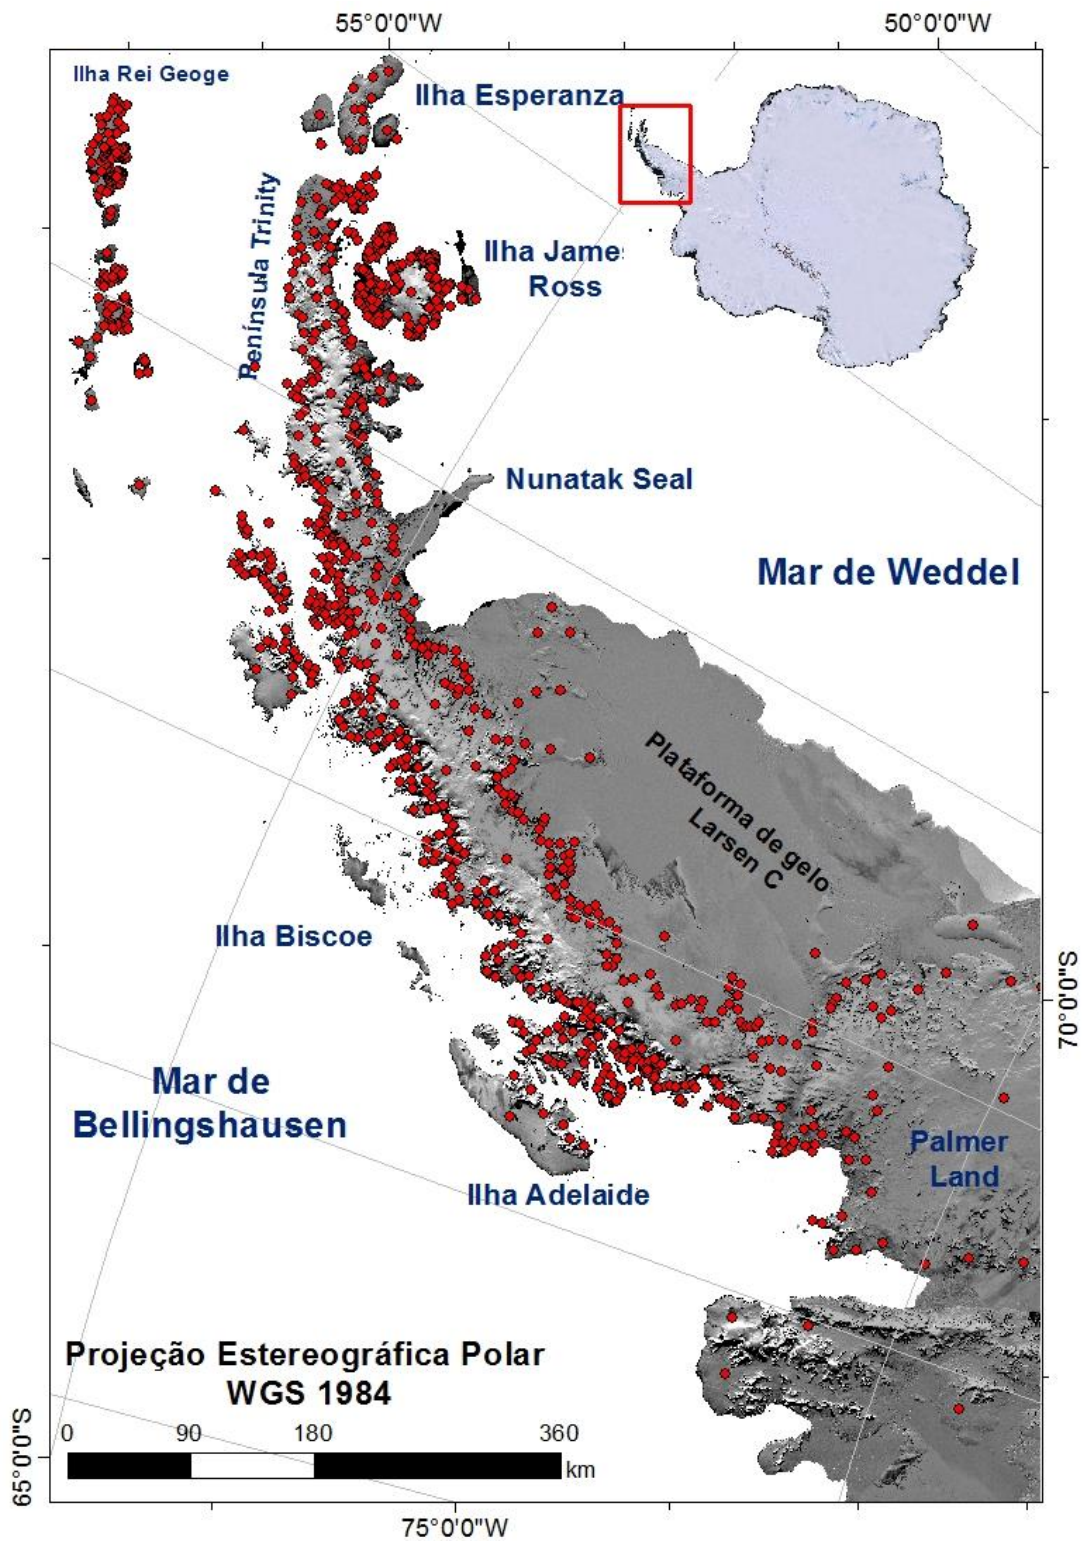 55°0'0"W
50°0'0"W
Ilha Rei Geoge
Ilha Esperanza
Península Trinity
Ilha James
Ross
Nunatak Seal
Mar de Weddel
Plataforma de gelo
Larsen C
Ilha Biscoe
70°0'0"S
Mar de
Bellingshausen
Palmer
Land
Ilha Adelaide
Projeção Estereográfica Polar
WGS 1984
0 90 180 360
km
65°0'0"S
75°0'0"W